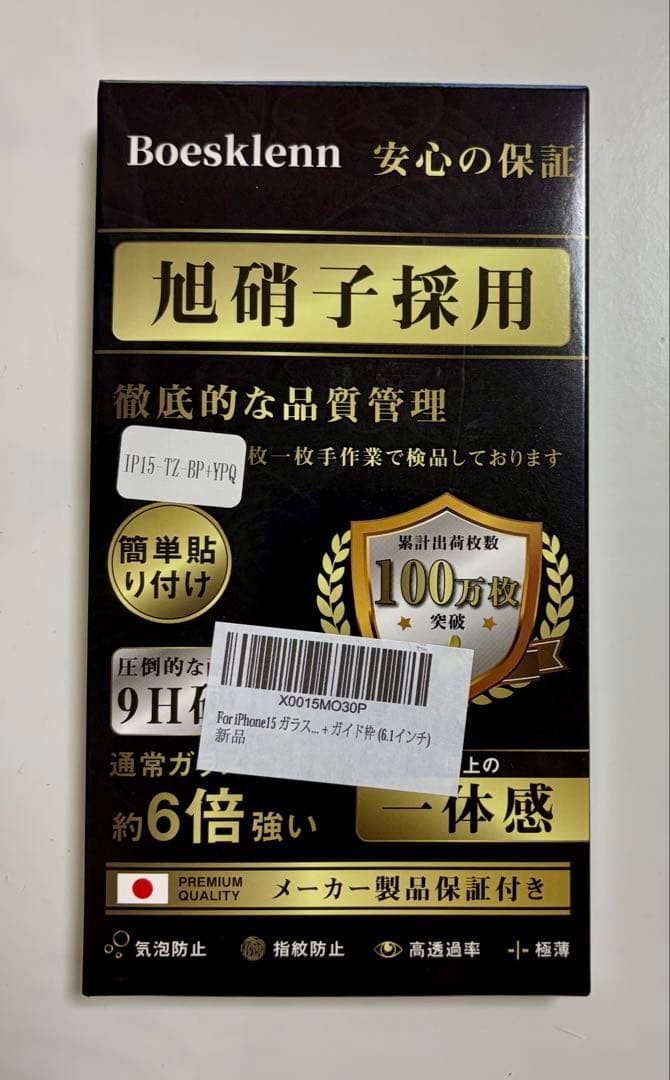 Boesklenn 安心の保証
旭硝子採用
徹底的な品質管理
IP15-TZ-BP+YPQ
枚一枚手作業で検品しております
簡単貼
り付け
累計出荷枚数
100万枚
突破
圧倒的な
9H
X0015MO30P
For iPhone15 ガラス... + ガイド枠 (6.1インチ)
新品
通常ガラ
約6倍強い
上の
一体感
PREMIUM
QUALITY
メーカー製品保証付き
気泡防止 指紋防止 高透過率 極薄